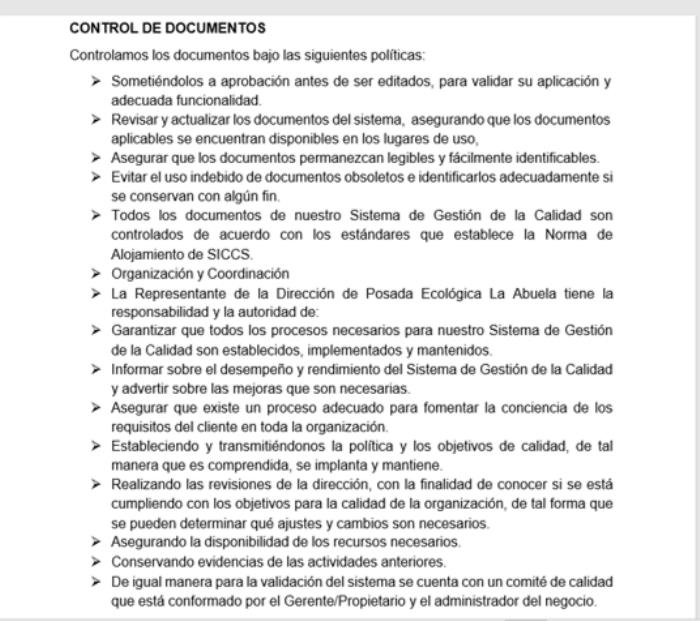 CONTROL DE DOCUMENTOS
Controlamos los documentos bajo las siguientes políticas:
➤ Sometiéndolos a aprobación antes de ser editados, para validar su aplicación y
adecuada funcionalidad.
➤ Revisar y actualizar los documentos del sistema, asegurando que los documentos
aplicables se encuentran disponibles en los lugares de uso,
➤ Asegurar que los documentos permanezcan legibles y fácilmente identificables.
➤ Evitar el uso indebido de documentos obsoletos e identificarlos adecuadamente si
se conservan con algún fin.
➤ Todos los documentos de nuestro Sistema de Gestión de la Calidad son
controlados de acuerdo con los estándares que establece la Norma de
Alojamiento de SICCS.
➤ Organización y Coordinación
➤ La Representante de la Dirección de Posada Ecológica La Abuela tiene la
responsabilidad y la autoridad de:
➤ Garantizar que todos los procesos necesarios para nuestro Sistema de Gestión
de la Calidad son establecidos, implementados y mantenidos.
➤ Informar sobre el desempeño y rendimiento del Sistema de Gestión de la Calidad
y advertir sobre las mejoras que son necesarias.
➤ Asegurar que existe un proceso adecuado para fomentar la conciencia de los
requisitos del cliente en toda la organización.
➤ Estableciendo y transmitiéndonos la política y los objetivos de calidad, de tal
manera que es comprendida, se implanta y mantiene.
➤ Realizando las revisiones de la dirección, con la finalidad de conocer si se está
cumpliendo con los objetivos para la calidad de la organización, de tal forma que
se pueden determinar qué ajustes y cambios son necesarios.
➤ Asegurando la disponibilidad de los recursos necesarios.
➤ Conservando evidencias de las actividades anteriores.
➤ De igual manera para la validación del sistema se cuenta con un comité de calidad
que está conformado por el Gerente/Propietario y el administrador del negocio.